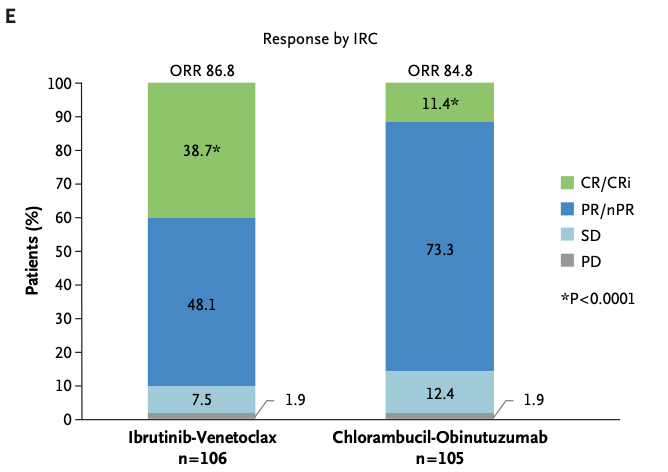 E
Response by IRC
ORR 86.8
ORR 84.8
Patients (%)
100
90
80
70
60
50
40
30
20
10
0
38.7*
48.1
7.5
1.9
11.4*
73.3
12.4
1.9
CR/CRi
PR/nPR
SD
PD
*P<0.0001
Ibrutinib-Venetoclax
n=106
Chlorambucil-Obinutuzumab
n=105